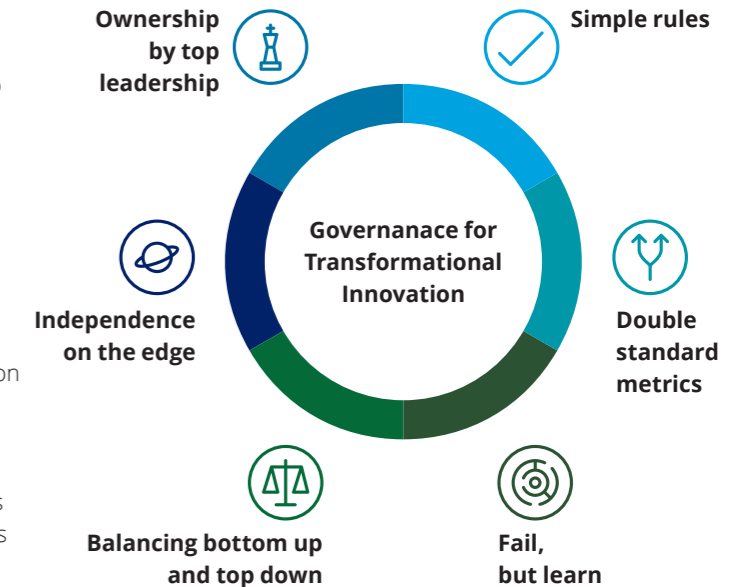 Ownership
by top
leadership
Simple rules
Governanace for
Transformational
Innovation
Independence
on the edge
Double
standard
metrics
on
s
s
Balancing bottom up
and top down
Fail,
but learn